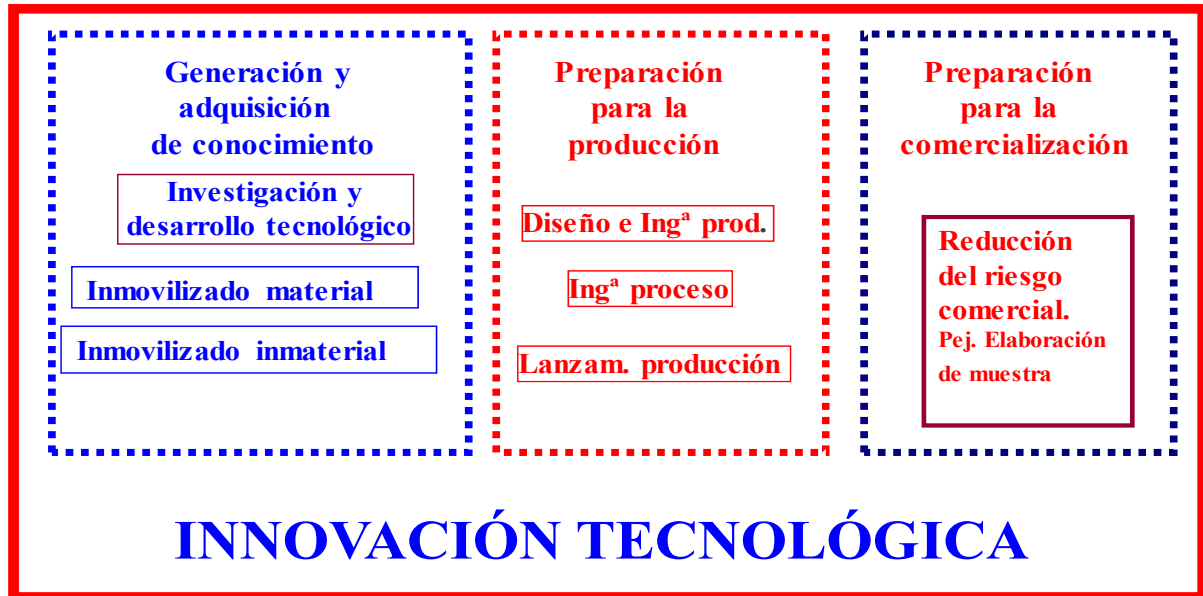 Generación y
adquisición
de conocimiento
Investigación y
desarrollo tecnológico
Inmovilizado material
Inmovilizado inmaterial
Preparación
para la
producción
Diseño e Ingª prod.
Ingª proceso
Lanzam. producción
Preparación
para la
comercialización
Reducción
del riesgo
comercial.
Pej. Elaboración
de muestra
INNOVACIÓN TECNOLÓGICA